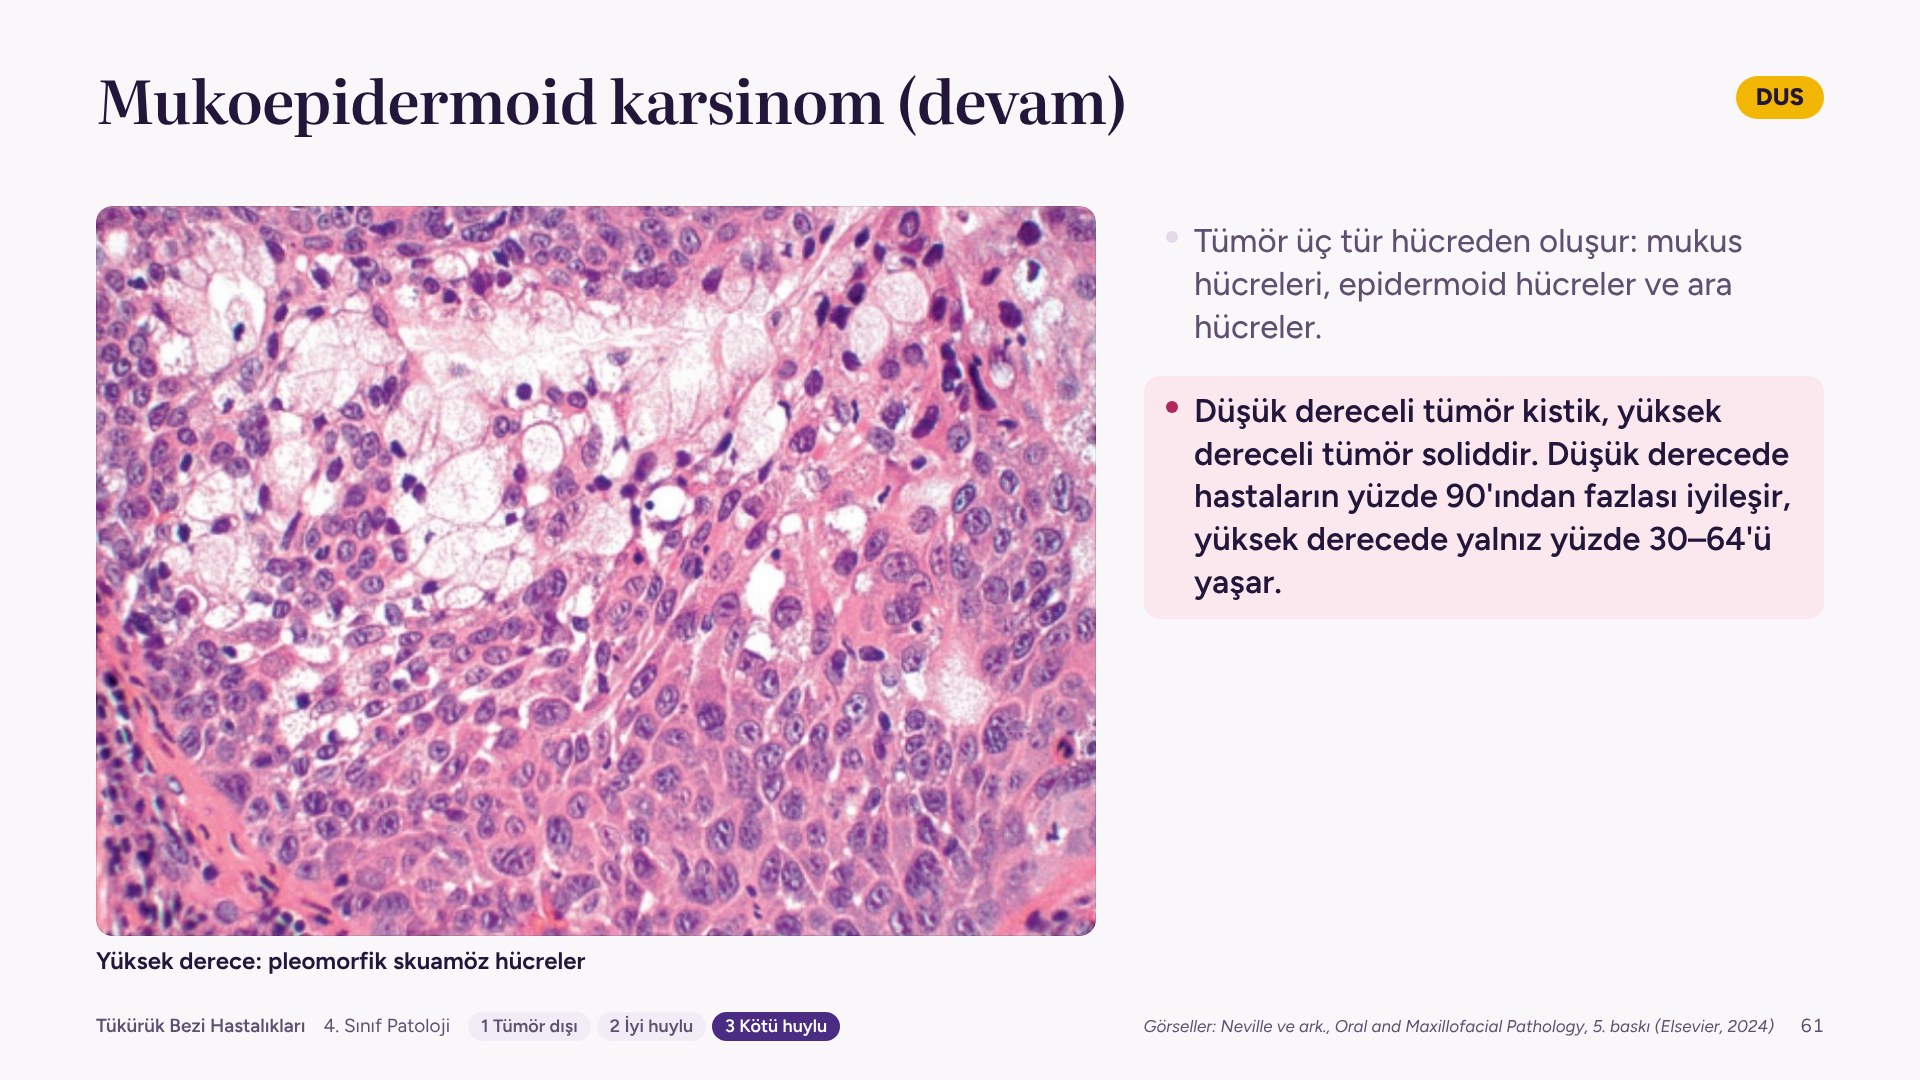 Mukoepidermoid karsinom (devam)
DUS
• Tümör üç tür hücreden oluşur: mukus
hücreleri, epidermoid hücreler ve ara
hücreler.
• Düşük dereceli tümör kistik, yüksek
dereceli tümör soliddir. Düşük derecede
hastaların yüzde 90'ından fazlası iyileşir,
yüksek derecede yalnız yüzde 30–64'ü
yaşar.
Yüksek derece: pleomorfik skuamöz hücreler
Tükürük Bezi Hastalıkları 4. Sınıf Patoloji 1 Tümör dışı 2 İyi huylu 3 Kötü huylu
Görseller: Neville ve ark., Oral and Maxillofacial Pathology, 5. baskı (Elsevier, 2024) 61